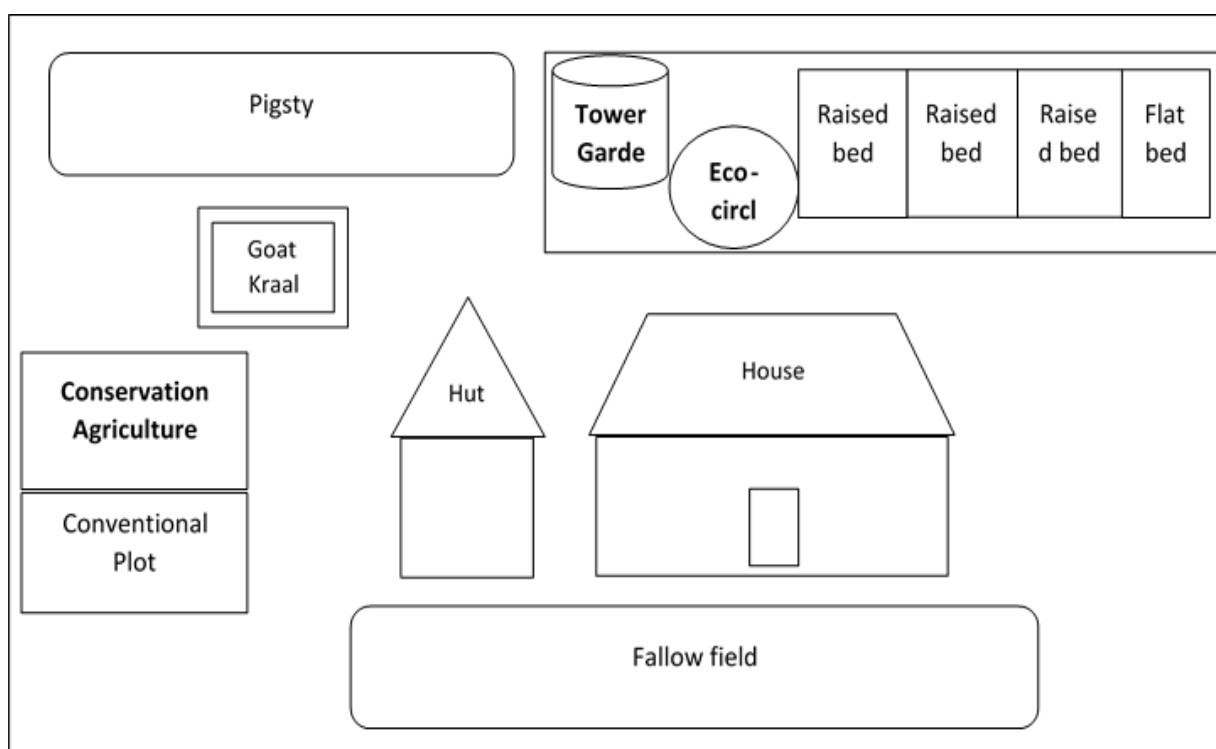 Pigsty
Tower
Garde
Eco-
circl
Raised
bed
Raised
bed
Raise
d bed
Flat
bed
Goat
Kraal
Conservation
Agriculture
Conventional
Plot
Hut
House
Fallow field